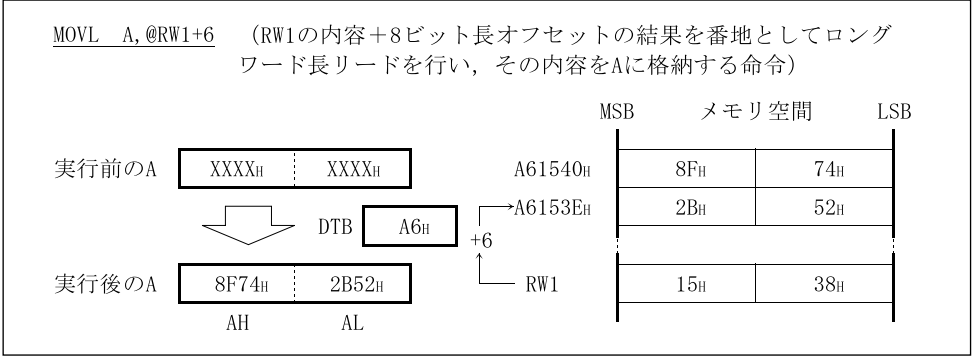 MOVL A,@RW1+6 (RW1の内容+8ビット長オフセットの結果を番地としてロング
ワード長リードを行い,その内容をAに格納する命令)
MSB メモリ空間 LSB
実行前のA XXXXH XXXXH A61540H 8FH 74H
DTB A6H +6 A6153EH 2BH 52H
実行後のA 8F74H 2B52H RW1 15H 38H
AH AL